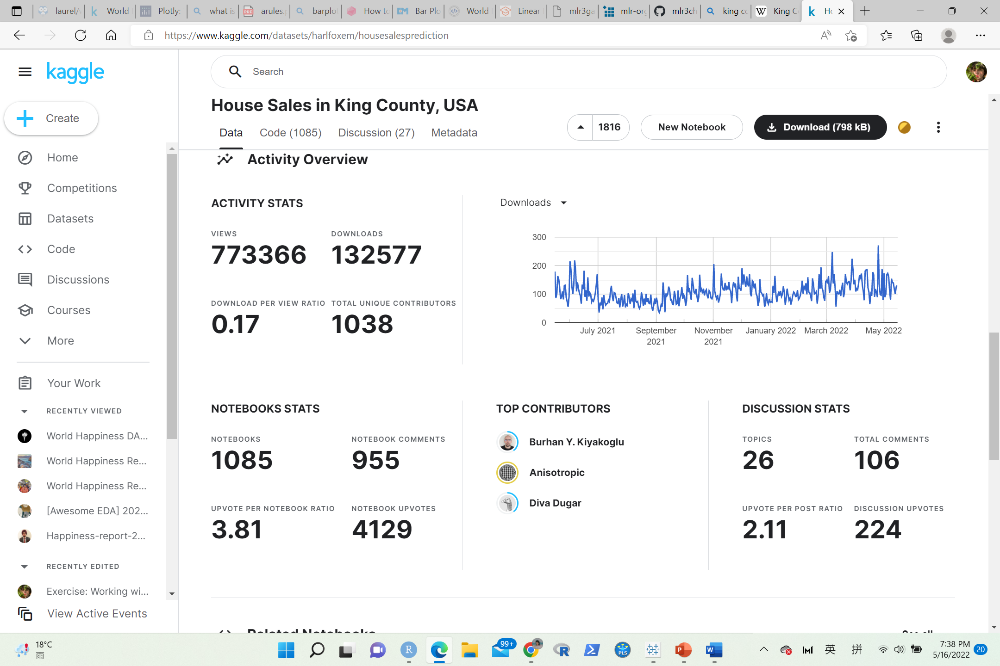 laurel/
World
Plotly:
what is
arules.
barplo
How to
Bar Plo
World
Linear
mlr3ga
mlr-org
mlr3ch
king co
King C
Ho
https://www.kaggle.com/datasets/harlfoxem/housesalesprediction
kaggle
Search
Create
House Sales in King County, USA
Data Code (1085) Discussion (27) Metadata
1816 New Notebook Download (798 kB)
Home
Competitions
Datasets
Code
Discussions
Courses
More
Your Work
RECENTLY VIEWED
World Happiness DA...
World Happiness Re...
World Happiness Re...
[Awesome EDA] 202...
Happiness-report-2...
RECENTLY EDITED
Exercise: Working wi...
View Active Events
Activity Overview
ACTIVITY STATS
VIEWS DOWNLOADS
773366 132577
DOWNLOAD PER VIEW RATIO TOTAL UNIQUE CONTRIBUTORS
0.17 1038
Downloads
300
200
100
0
July 2021 September 2021 November 2021 January 2022 March 2022 May 2022
NOTEBOOKS STATS
NOTEBOOKS NOTEBOOK COMMENTS
1085 955
UPVOTE PER NOTEBOOK RATIO NOTEBOOK UPVOTES
3.81 4129
TOP CONTRIBUTORS
Burhan Y. Kiyakoglu
Anisotropic
Diva Dugar
DISCUSSION STATS
TOPICS TOTAL COMMENTS
26 106
UPVOTE PER POST RATIO DISCUSSION UPVOTES
2.11 224
Related Notebooks See all
18°C
雨
99+
PLS
英 拼
7:38 PM
5/16/2022
20